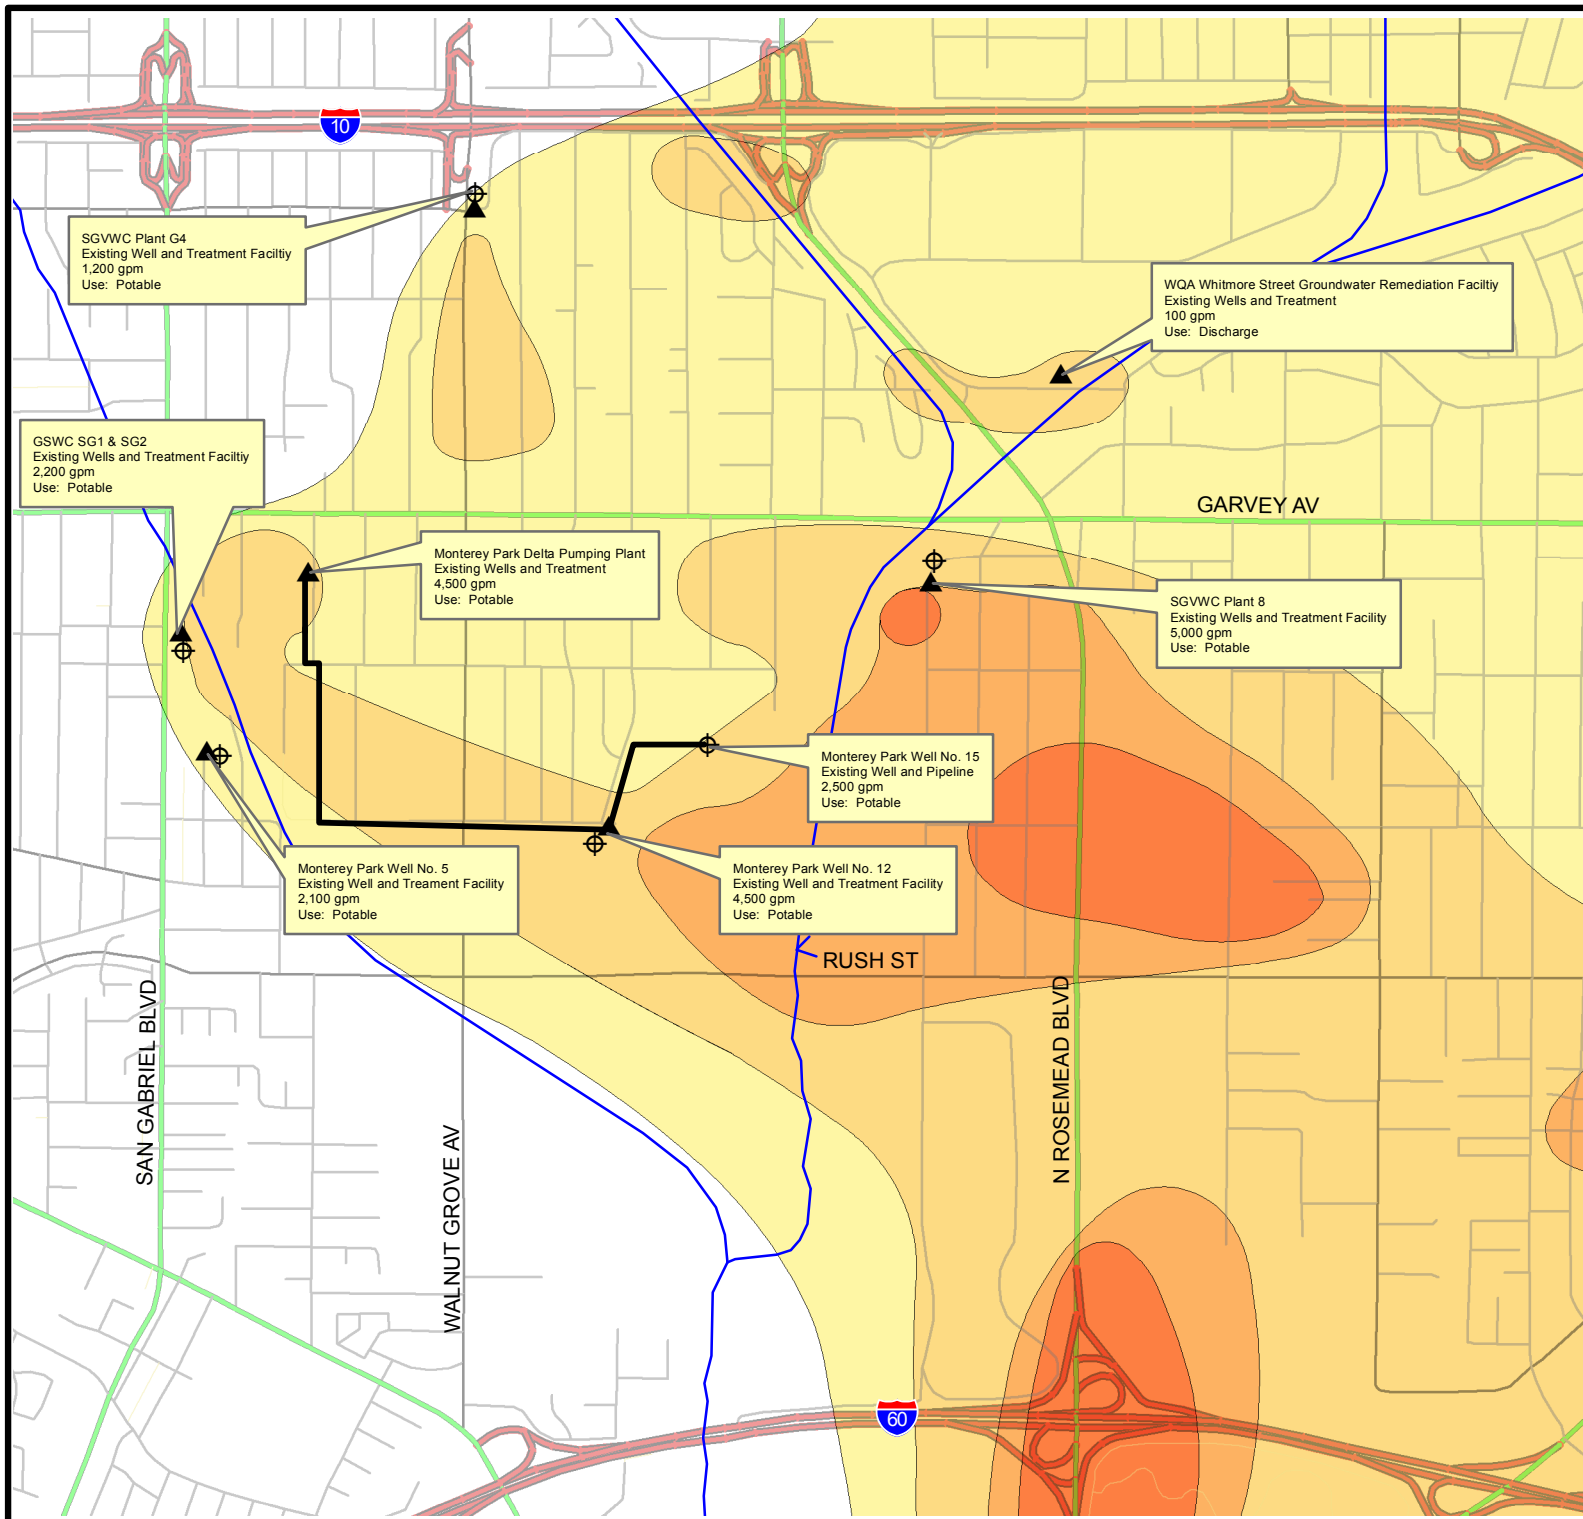 10
SGVWC Plant G4
Existing Well and Treatment Faciltiy
1,200 gpm
Use: Potable
WQA Whitmore Street Groundwater Remediation Faciltiy
Existing Wells and Treatment
100 gpm
Use: Discharge
GSWC SG1 & SG2
Existing Wells and Treatment Faciltiy
2,200 gpm
Use: Potable
GARVEY AV
Monterey Park Delta Pumping Plant
Existing Wells and Treatment
4,500 gpm
Use: Potable
SGVWC Plant 8
Existing Wells and Treatment Facility
5,000 gpm
Use: Potable
Monterey Park Well No. 15
Existing Well and Pipeline
2,500 gpm
Use: Potable
Monterey Park Well No. 5
Existing Well and Treament Facility
2,100 gpm
Use: Potable
Monterey Park Well No. 12
Existing Well and Treatment Facility
4,500 gpm
Use: Potable
RUSH ST
SAN GABRIEL BLVD
N ROSEMEAD BLVD
WALNUT GROVE AV
60